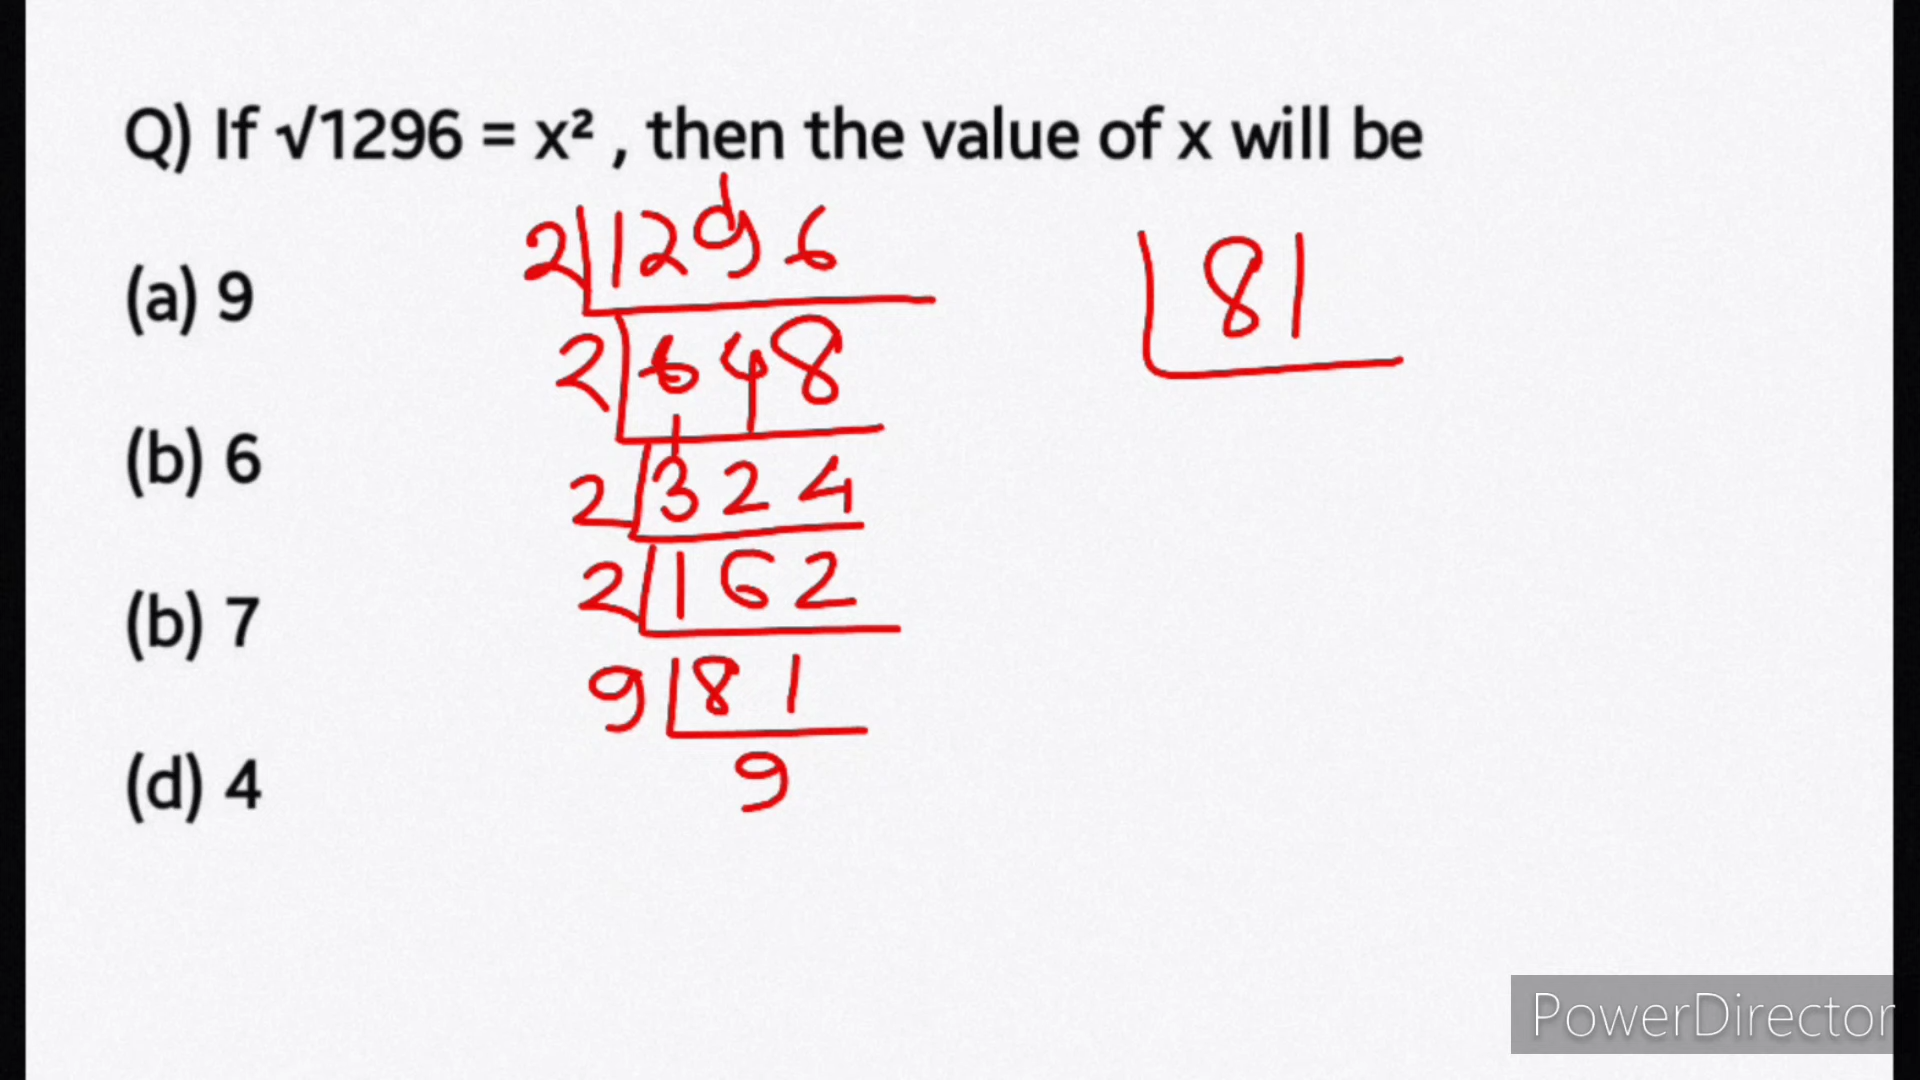 Q) If √1296 = x² , then the value of x will be
(a) 9
(b) 6
(b) 7
(d) 4
2 1296
2 648
2 324
2 162
9 81
9
81
PowerDirector